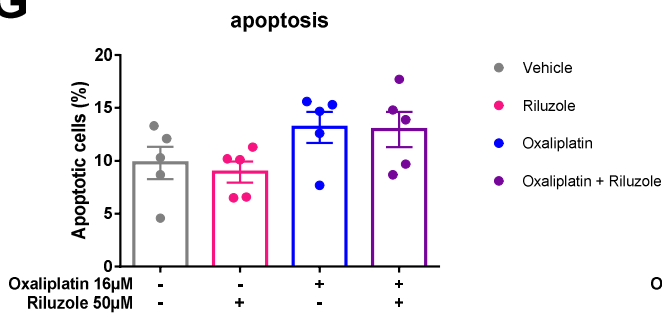 G
apoptosis
Apoptotic cells (%)
20
15
10
5
0
Oxaliplatin 16µM - - + +
Riluzole 50µM - + - +
Vehicle
Riluzole
Oxaliplatin
Oxaliplatin + Riluzole
O